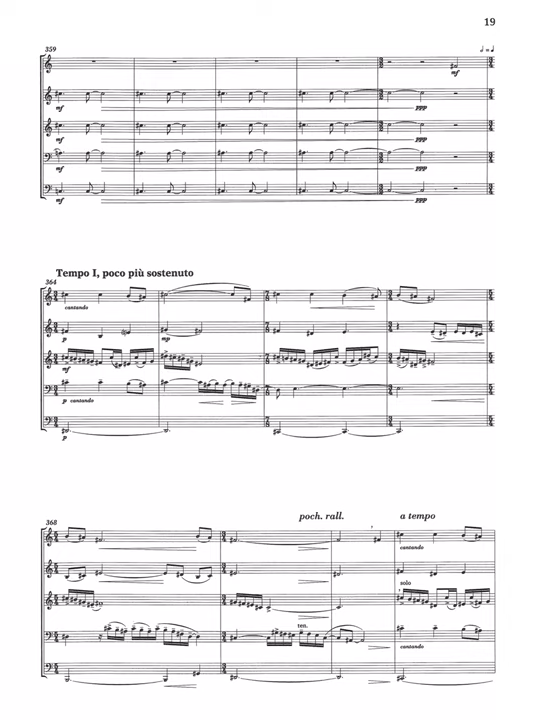 19
359
mf
mf ppp
mf ppp
mf ppp
mf ppp
Tempo I, poco più sostenuto
364
cantando
p mp
mf
p cantando
p
368 poch. rall. a tempo
cantando
solo
ten.
cantando